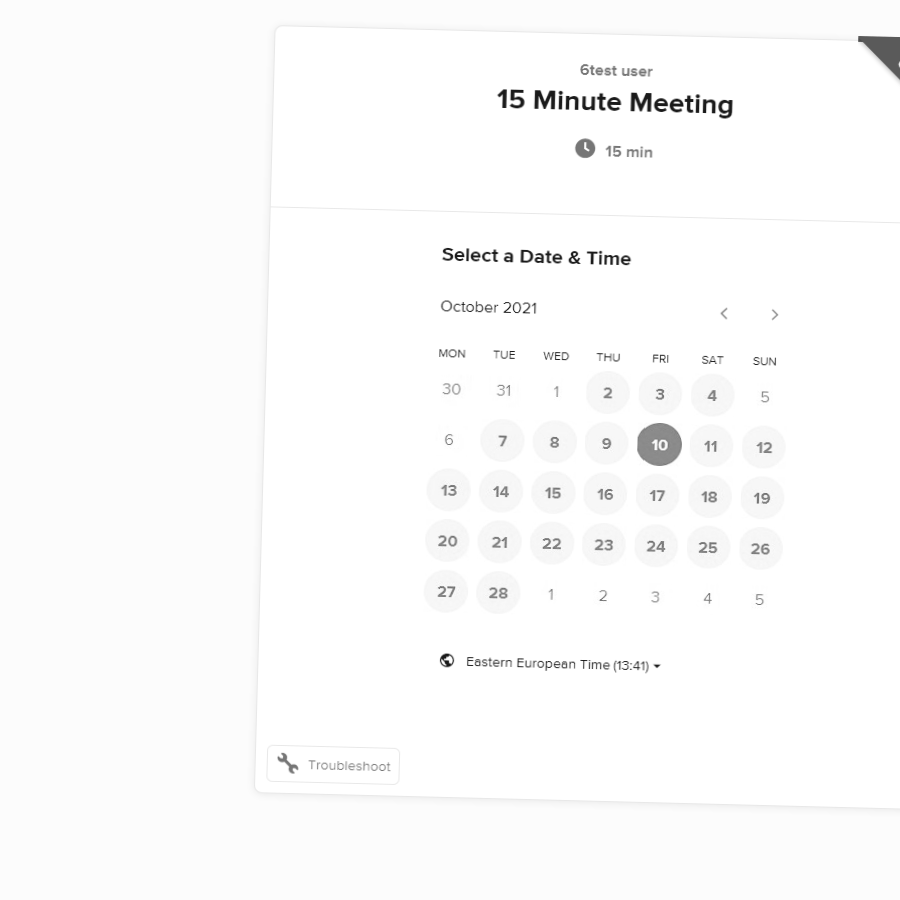 6test user
15 Minute Meeting
15 min
Select a Date & Time
October 2021
MON TUE WED THU FRI SAT SUN
30 31 1 2 3 4 5
6 7 8 9 10 11 12
13 14 15 16 17 18 19
20 21 22 23 24 25 26
27 28 1 2 3 4 5
Eastern European Time (13:41)
Troubleshoot